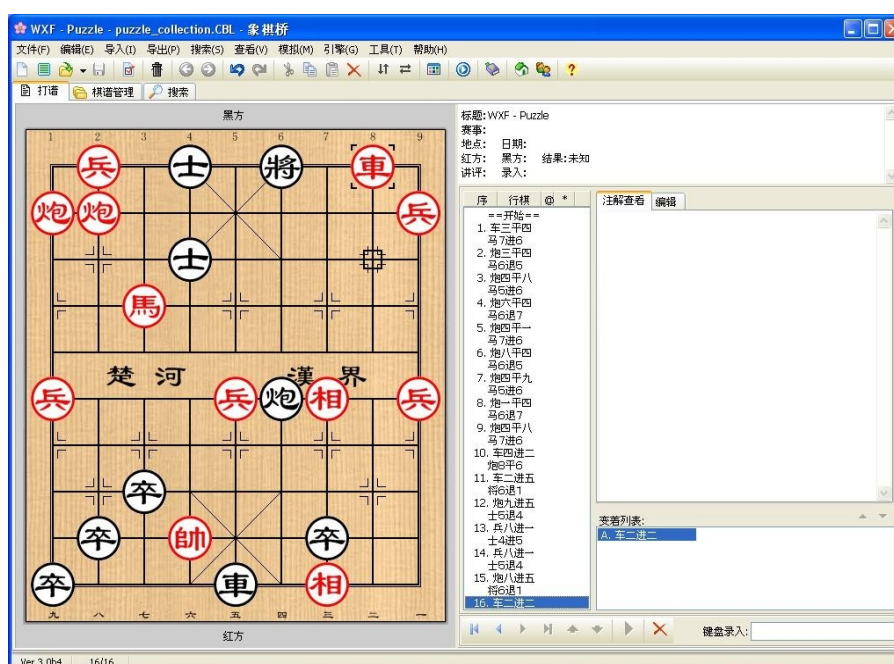 WXF - Puzzle - puzzle_collection.CBL - 象棋桥
文件(F) 编辑(E) 导入(I) 导出(P) 搜索(S) 查看(V) 模拟(M) 引擎(G) 工具(T) 帮助(H)
打谱 棋谱管理 搜索
黑方
1 2 3 4 5 6 7 8 9
兵 士 將 車
炮 炮 兵
士
馬
楚河 漢界
兵 兵 炮 相 兵
卒
卒 帥 卒
卒 車 相
九 八 七 六 五 四 三 二 一
红方
标题:WXF - Puzzle
赛事:
地点: 日期:
红方: 黑方: 结果:未知
讲评: 录入:
序 行棋 @ *
==开始==
1. 车三平四
马7进6
2. 炮三平四
马6退5
3. 炮四平八
马5进6
4. 炮六平四
马6退7
5. 炮四平一
马7进6
6. 炮八平四
马6退5
7. 炮四平九
马5进6
8. 炮一平四
马6退7
9. 炮四平八
马7进6
10. 车四进二
炮8平6
11. 车二进五
将6退1
12. 炮九进五
士5退4
13. 兵八进一
士4进5
14. 兵八进一
士5退4
15. 炮八进五
将6退1
16. 车二进二
注解查看 编辑
变着列表:
A. 车二进二
键盘录入:
Ver 3.0b4 16/16